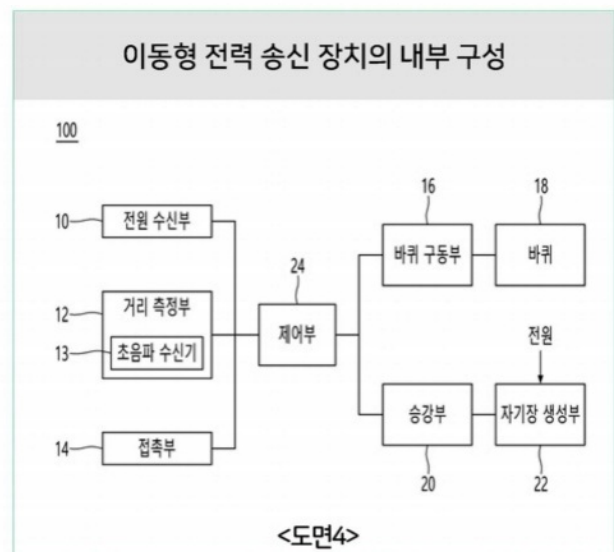 이동형 전력 송신 장치의 내부 구성
100
10 전원 수신부
12 거리 측정부
13 초음파 수신기
14 접촉부
24
제어부
16 18
바퀴 구동부 바퀴
전원
승강부 자기장 생성부
20 22
<도면4>